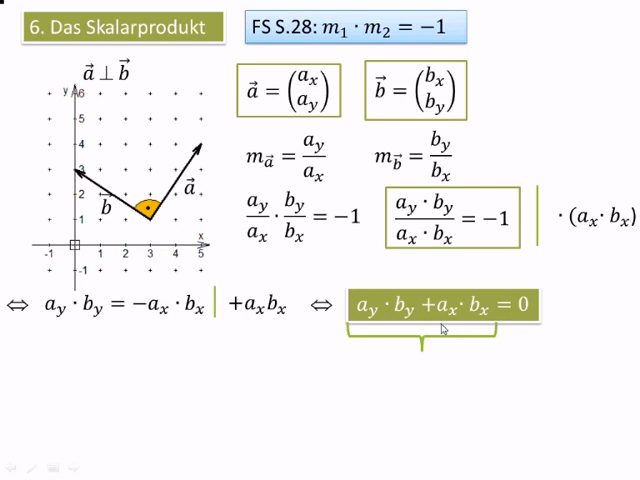 6. Das Skalarprodukt
FS S.28: m₁ · m₂ = −1
a⃗ ⊥ b⃗
a⃗ = (aₓ / a_y)
b⃗ = (bₓ / b_y)
m_a⃗ = a_y/aₓ
m_b⃗ = b_y/bₓ
a_y/aₓ · b_y/bₓ = −1
(a_y · b_y)/(aₓ · bₓ) = −1 | · (aₓ · bₓ)
y 6
5
4
3
2
1
-1 1 2 3 4 5 x
-1
a⃗
b⃗
⇔ a_y · b_y = −aₓ · bₓ | +aₓbₓ ⇔ a_y · b_y +aₓ · bₓ = 0